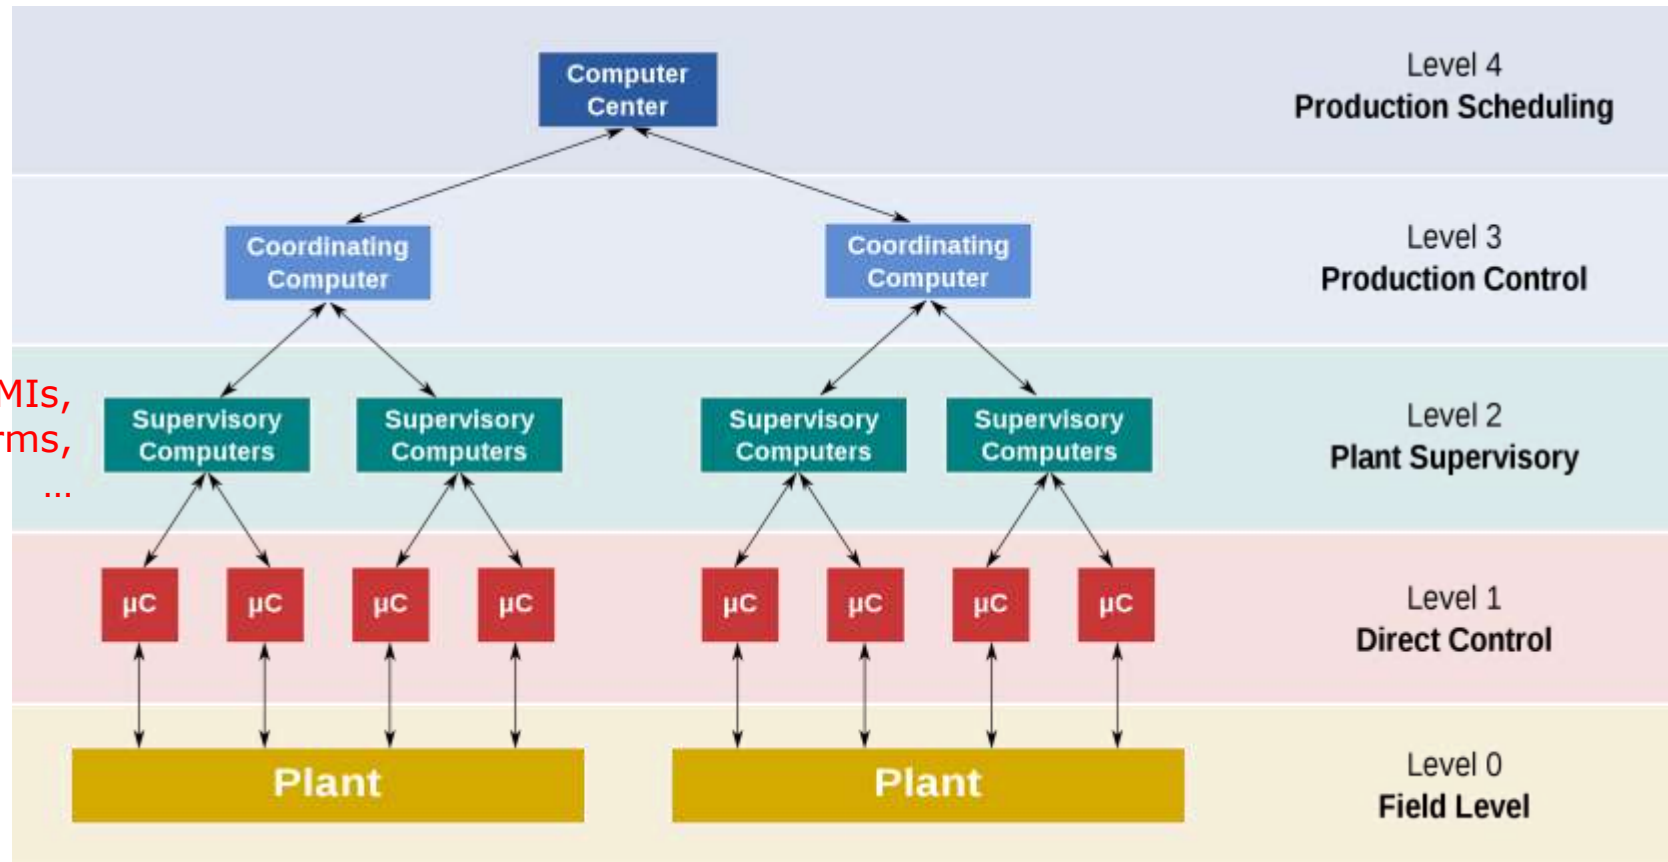 Computer
Center
Level 4
Production Scheduling
Coordinating
Computer
Coordinating
Computer
Level 3
Production Control
MIs,
rms,
...
Supervisory
Computers
Supervisory
Computers
Supervisory
Computers
Supervisory
Computers
Level 2
Plant Supervisory
µC
µC
µC
µC
µC
µC
µC
µC
Level 1
Direct Control
Plant
Plant
Level 0
Field Level